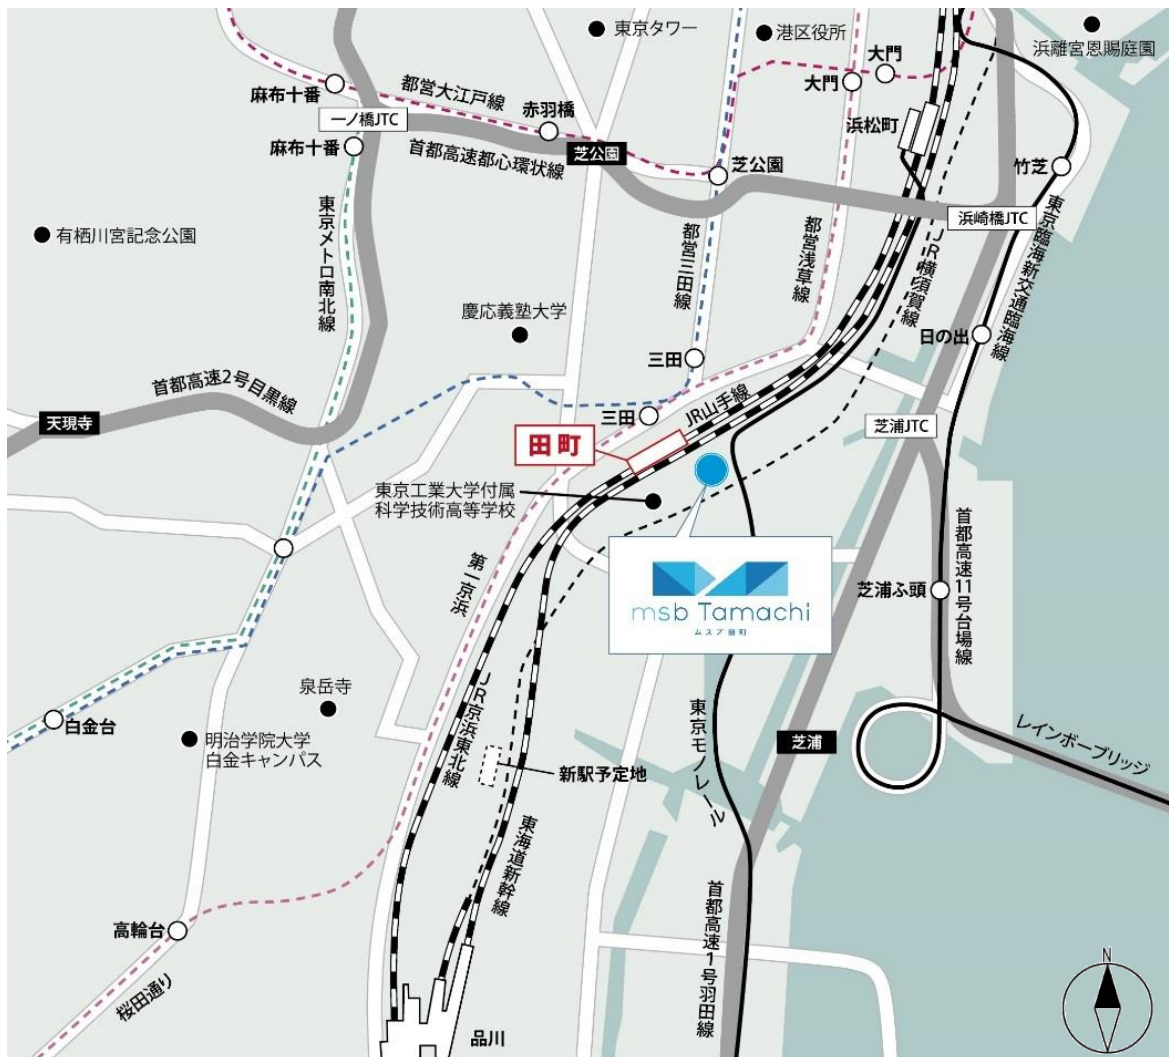 東京タワー
港区役所
浜離宮恩賜庭園
大門
大門
麻布十番
都営大江戸線
赤羽橋
浜松町
一ノ橋JTC
麻布十番
首都高速都心環状線
芝公園
芝公園
竹芝
有栖川宮記念公園
東京メトロ南北線
都営三田線
都営浅草線
JR横須賀線
浜崎橋JTC
東京臨海新交通臨海線
慶応義塾大学
日の出
三田
首都高速2号目黒線
JR山手線
天現寺
三田
芝浦JTC
田町
東京工業大学付属
科学技術高等学校
第一京浜
msb Tamachi
ムスブ田町
芝浦ふ頭
首都高速11号台場線
泉岳寺
JR京浜東北線
白金台
明治学院大学
白金キャンパス
新駅予定地
東京モノレール
芝浦
レインボーブリッジ
東海道新幹線
首都高速1号羽田線
高輪台
桜田通り
品川
N